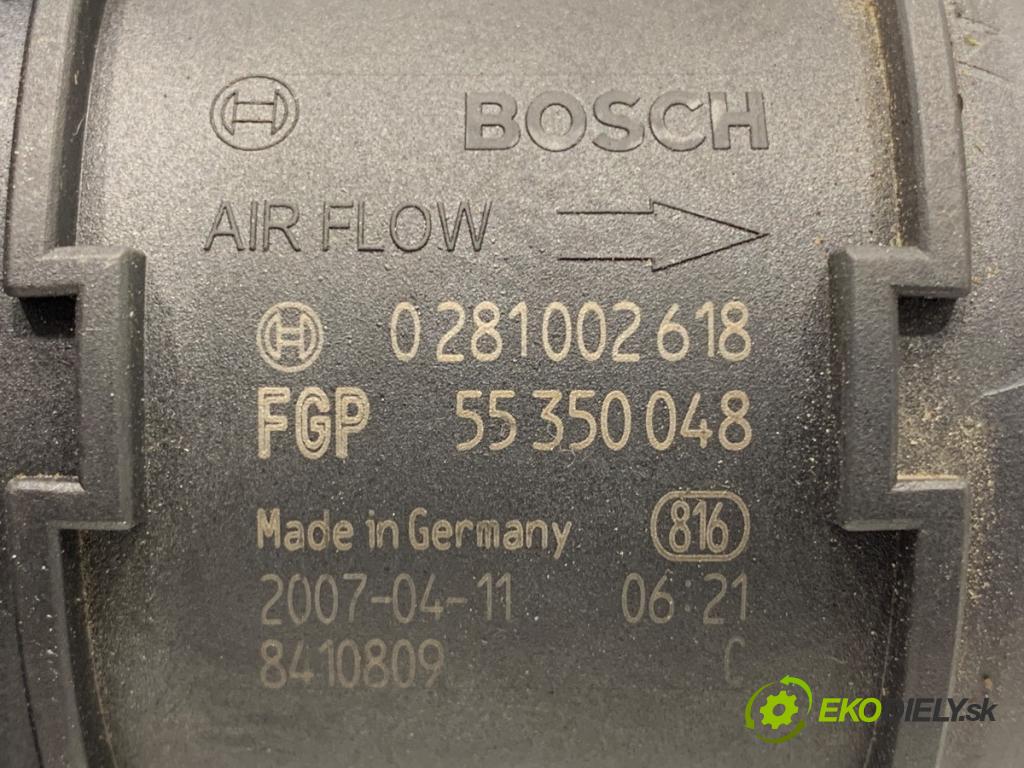 BOSCH
AIR FLOW
0 281 002 618
FGP 55 350 048
Made in Germany 816
2007-04-11 06:21
8410809 C
EKODIELY.sk